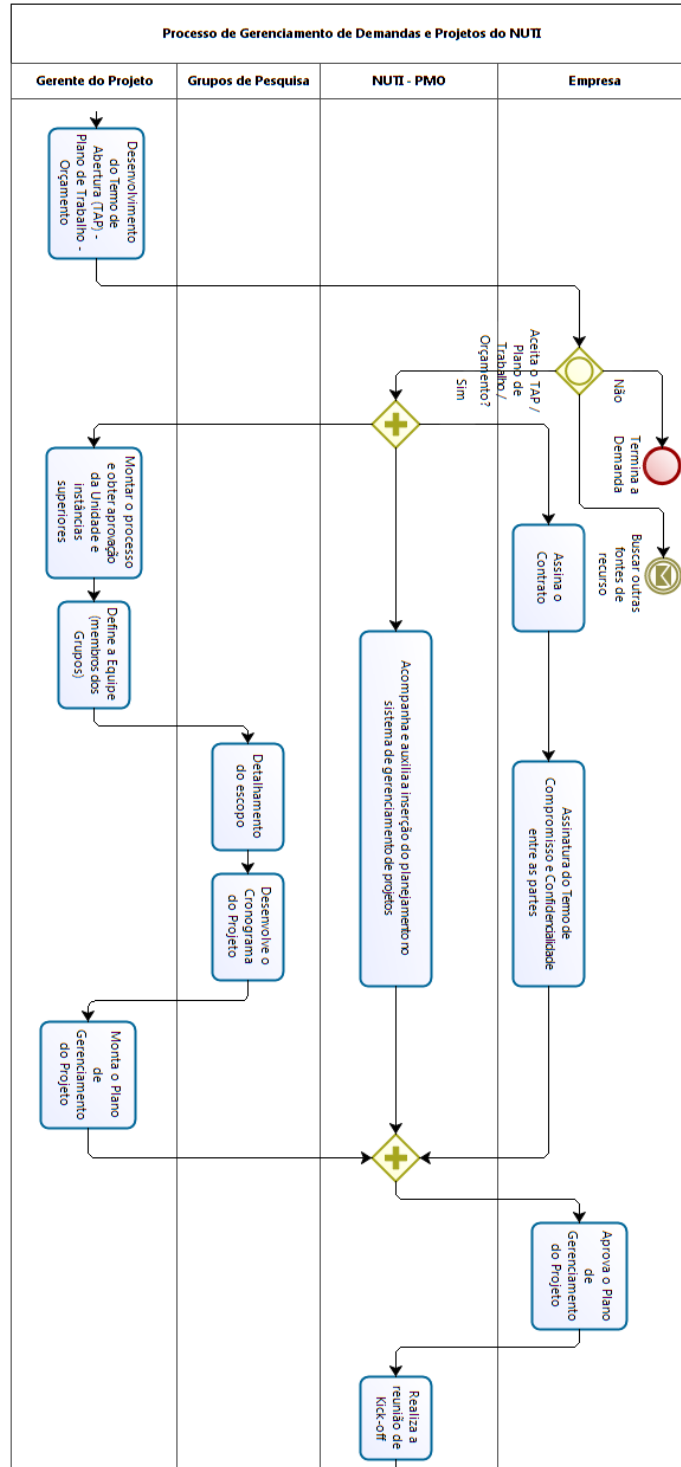 Processo de Gerenciamento de Demandas e Projetos do NUTI
Gerente do Projeto
Grupos de Pesquisa
NUTI - PMO
Empresa
Desenvolvimento
do Termo de
Abertura (TAP) -
Plano de Trabalho -
Orçamento
Aceita o TAP /
Plano de
Trabalho /
Orçamento?
Sim
Não
Termina a
Demanda
Buscar outras
fontes de
recurso
Montar o processo
e obter aprovação
da Unidade e
instâncias
superiores
Assina o
Contrato
Define a Equipe
(membros dos
Grupos)
Acompanha e auxilia a inserção do planejamento no
sistema de gerenciamento de projetos
Detalhamento
do escopo
Assinatura do Termo de
Compromisso e Confidencialidade
entre as partes
Desenvolve o
Cronograma
do Projeto
Monta o Plano
de
Gerenciamento
do Projeto
Aprova o Plano
de
Gerenciamento
do Projeto
Realiza a
reunião de
Kick-off